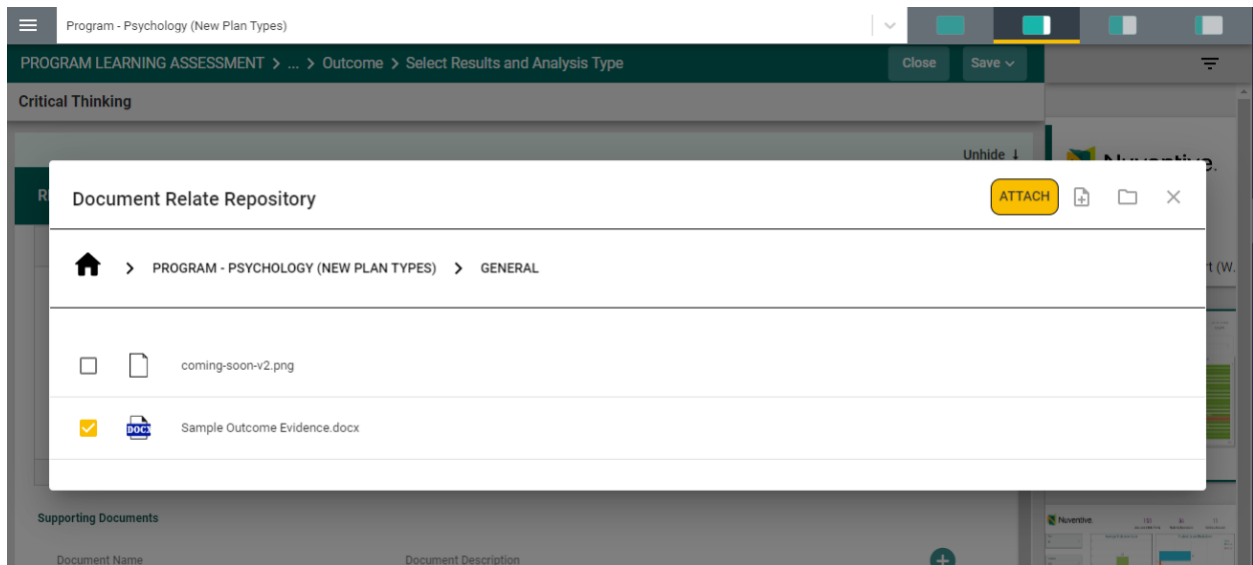 Program - Psychology (New Plan Types)
PROGRAM LEARNING ASSESSMENT > ... > Outcome > Select Results and Analysis Type
Close
Save
Critical Thinking
Unhide ↓
Nuventive.
R
Document Relate Repository
ATTACH
> PROGRAM - PSYCHOLOGY (NEW PLAN TYPES) > GENERAL
t (W.
coming-soon-v2.png
DOCX
Sample Outcome Evidence.docx
Supporting Documents
Nuventive.
Document Name
Document Description